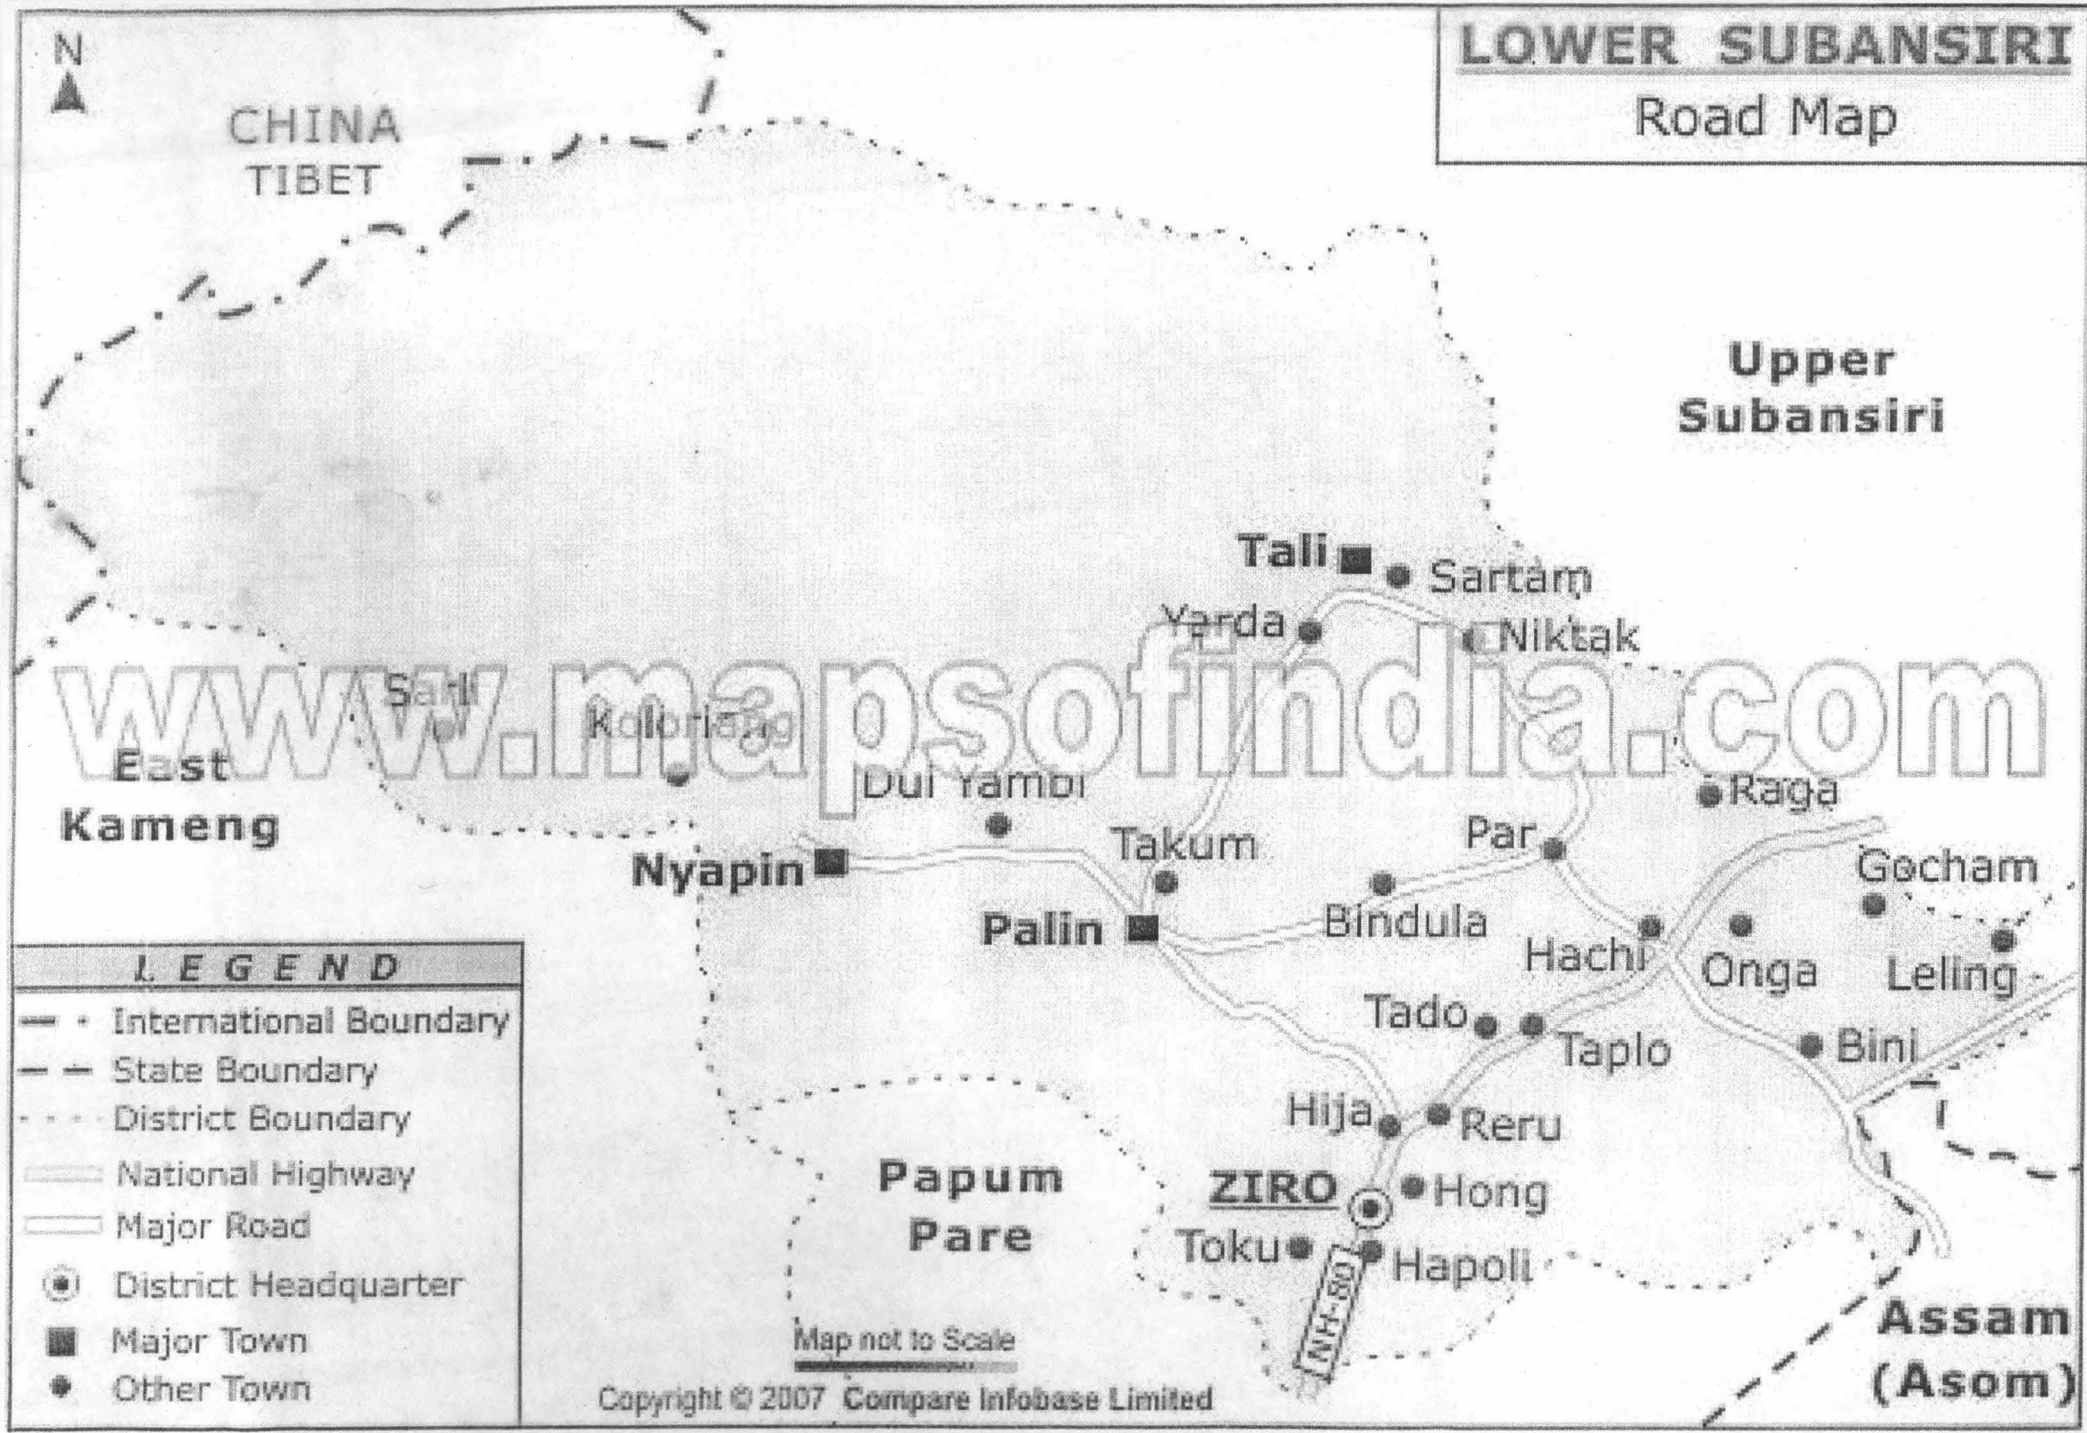 N
CHINA
TIBET
LOWER SUBANSIRI
Road Map
Upper
Subansiri
Tali
Sartam
Yarda
Niktak
www.mapsofindia.com
Sarli
Koloriang
East
Kameng
Dui Yambi
Raga
Takum
Par
Nyapin
Gocham
Palin
Bindula
Hachi
Onga
Leling
Tado
Taplo
Bini
Hija
Reru
Papum
Pare
ZIRO
Hong
Toku
Hapoli
NH-80
Assam
(Asom)
LEGEND
International Boundary
State Boundary
District Boundary
National Highway
Major Road
District Headquarter
Major Town
Other Town
Map not to Scale
Copyright © 2007 Compare Infobase Limited